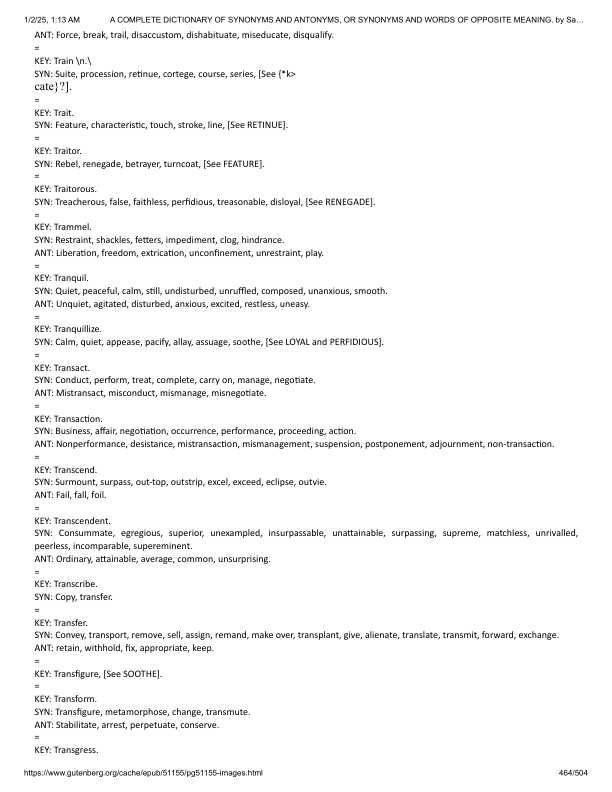 1/2/25, 1:13 AM A COMPLETE DICTIONARY OF SYNONYMS AND ANTONYMS, OR SYNONYMS AND WORDS OF OPPOSITE MEANING. by Sa…
ANT: Force, break, trail, disaccustom, dishabituate, miseducate, disqualify.
=
KEY: Train \n.\
SYN: Suite, procession, retinue, cortege, course, series, [See {*k>
cate}?].
=
KEY: Trait.
SYN: Feature, characteristic, touch, stroke, line, [See RETINUE].
=
KEY: Traitor.
SYN: Rebel, renegade, betrayer, turncoat, [See FEATURE].
=
KEY: Traitorous.
SYN: Treacherous, false, faithless, perfidious, treasonable, disloyal, [See RENEGADE].
=
KEY: Trammel.
SYN: Restraint, shackles, fetters, impediment, clog, hindrance.
ANT: Liberation, freedom, extrication, unconfinement, unrestraint, play.
=
KEY: Tranquil.
SYN: Quiet, peaceful, calm, still, undisturbed, unruffled, composed, unanxious, smooth.
ANT: Unquiet, agitated, disturbed, anxious, excited, restless, uneasy.
=
KEY: Tranquillize.
SYN: Calm, quiet, appease, pacify, allay, assuage, soothe, [See LOYAL and PERFIDIOUS].
=
KEY: Transact.
SYN: Conduct, perform, treat, complete, carry on, manage, negotiate.
ANT: Mistransact, misconduct, mismanage, misnegotiate.
=
KEY: Transaction.
SYN: Business, affair, negotiation, occurrence, performance, proceeding, action.
ANT: Nonperformance, desistance, mistransaction, mismanagement, suspension, postponement, adjournment, non-transaction.
=
KEY: Transcend.
SYN: Surmount, surpass, out-top, outstrip, excel, exceed, eclipse, outvie.
ANT: Fail, fall, foil.
=
KEY: Transcendent.
SYN: Consummate, egregious, superior, unexampled, insurpassable, unattainable, surpassing, supreme, matchless, unrivalled,
peerless, incomparable, supereminent.
ANT: Ordinary, attainable, average, common, unsurprising.
=
KEY: Transcribe.
SYN: Copy, transfer.
=
KEY: Transfer.
SYN: Convey, transport, remove, sell, assign, remand, make over, transplant, give, alienate, translate, transmit, forward, exchange.
ANT: retain, withhold, fix, appropriate, keep.
=
KEY: Transfigure, [See SOOTHE].
=
KEY: Transform.
SYN: Transfigure, metamorphose, change, transmute.
ANT: Stabilitate, arrest, perpetuate, conserve.
=
KEY: Transgress.
https://www.gutenberg.org/cache/epub/51155/pg51155-images.html 464/504